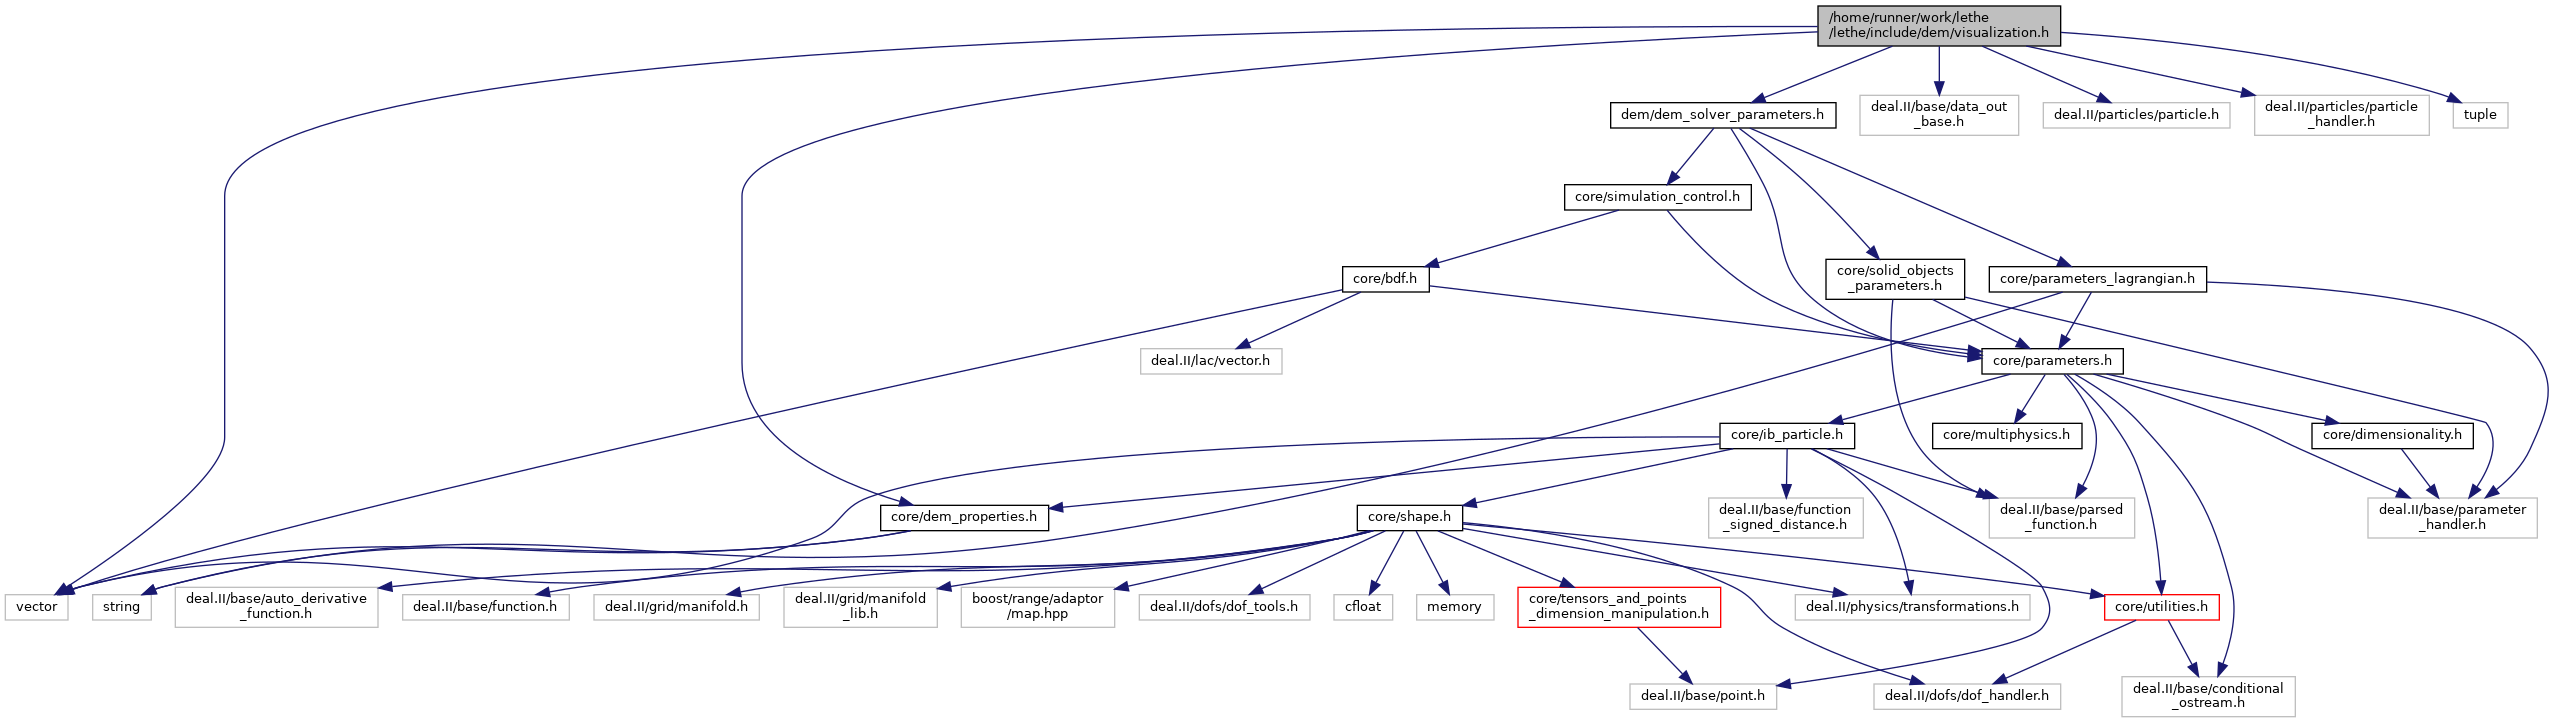 /home/runner/work/lethe
/lethe/include/dem/visualization.h
dem/dem_solver_parameters.h
deal.II/base/data_out
_base.h
deal.II/particles/particle.h
deal.II/particles/particle
_handler.h
tuple
core/simulation_control.h
core/bdf.h
core/solid_objects
_parameters.h
core/parameters_lagrangian.h
deal.II/lac/vector.h
core/parameters.h
core/ib_particle.h
core/multiphysics.h
core/dimensionality.h
core/dem_properties.h
core/shape.h
deal.II/base/function
_signed_distance.h
deal.II/base/parsed
_function.h
deal.II/base/parameter
_handler.h
vector
string
deal.II/base/auto_derivative
_function.h
deal.II/base/function.h
deal.II/grid/manifold.h
deal.II/grid/manifold
_lib.h
boost/range/adaptor
/map.hpp
deal.II/dofs/dof_tools.h
cfloat
memory
core/tensors_and_points
_dimension_manipulation.h
deal.II/physics/transformations.h
core/utilities.h
deal.II/base/point.h
deal.II/dofs/dof_handler.h
deal.II/base/conditional
_ostream.h